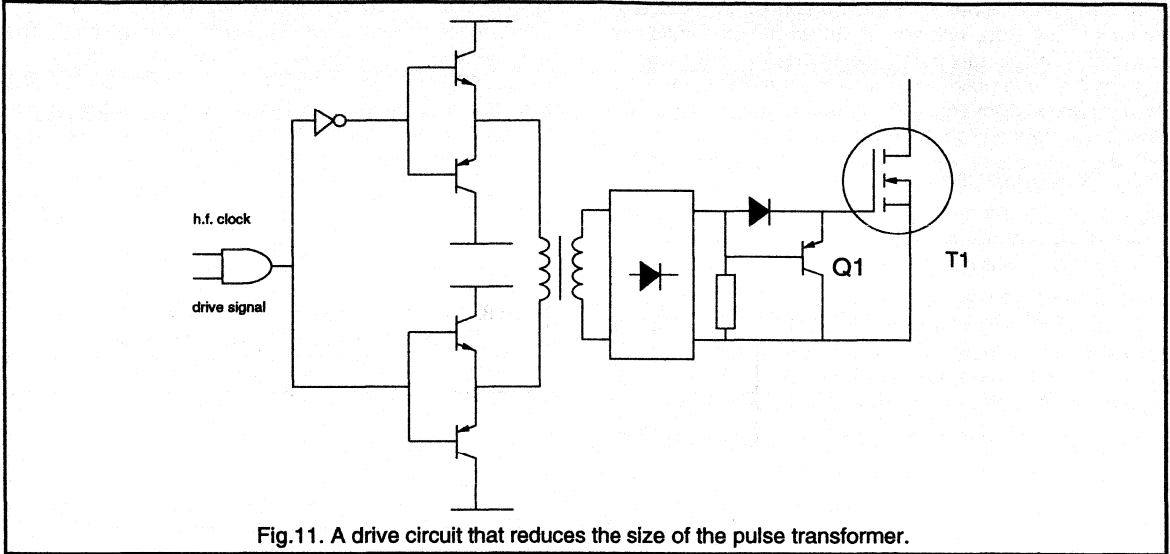 h.f. clock
drive signal
Q1
T1
Fig.11. A drive circuit that reduces the size of the pulse transformer.